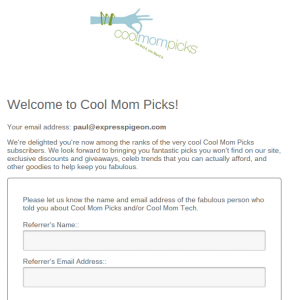 coolmompicks
Welcome to Cool Mom Picks!
Your email address: paul@expresspigeon.com
We're delighted you're now among the ranks of the very cool Cool Mom Picks
subscribers. We look forward to bringing you fantastic picks you won't find on our site,
exclusive discounts and giveaways, celeb trends that you can actually afford, and
other goodies to help keep you fabulous.
Please let us know the name and email address of the fabulous person who
told you about Cool Mom Picks and/or Cool Mom Tech.
Referrer's Name::
Referrer's Email Address::